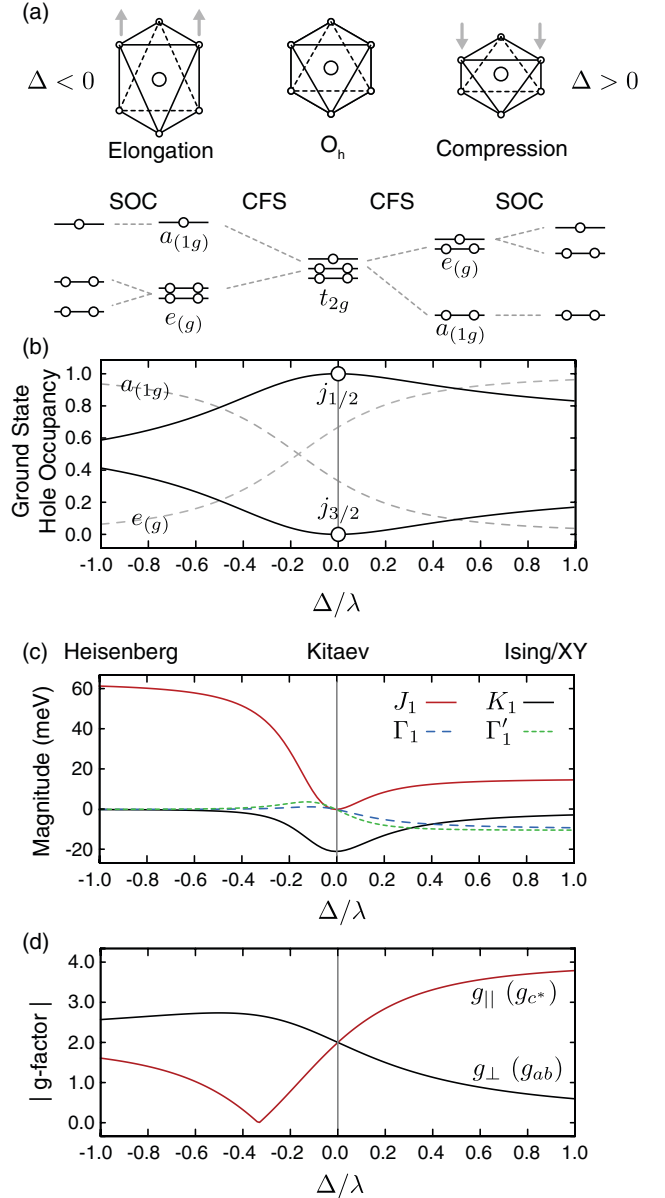 (a)
Δ < 0
Δ > 0
Elongation
O_h
Compression
SOC CFS CFS SOC
a_(1g)
e_(g)
e_(g)
t_2g
a_(1g)
(b)
Ground State
Hole Occupancy
1.0
0.8
0.6
0.4
0.2
0.0
a_(1g)
j_1/2
e_(g)
j_3/2
-1.0 -0.8 -0.6 -0.4 -0.2 0.0 0.2 0.4 0.6 0.8 1.0
Δ/λ
(c)
Heisenberg Kitaev Ising/XY
Magnitude (meV)
60
40
20
0
-20
J_1 K_1
Γ_1 Γ′_1
-1.0 -0.8 -0.6 -0.4 -0.2 0.0 0.2 0.4 0.6 0.8 1.0
Δ/λ
(d)
| g-factor |
4.0
3.0
2.0
1.0
0.0
g_|| (g_c*)
g_⊥ (g_ab)
-1.0 -0.8 -0.6 -0.4 -0.2 0.0 0.2 0.4 0.6 0.8 1.0
Δ/λ